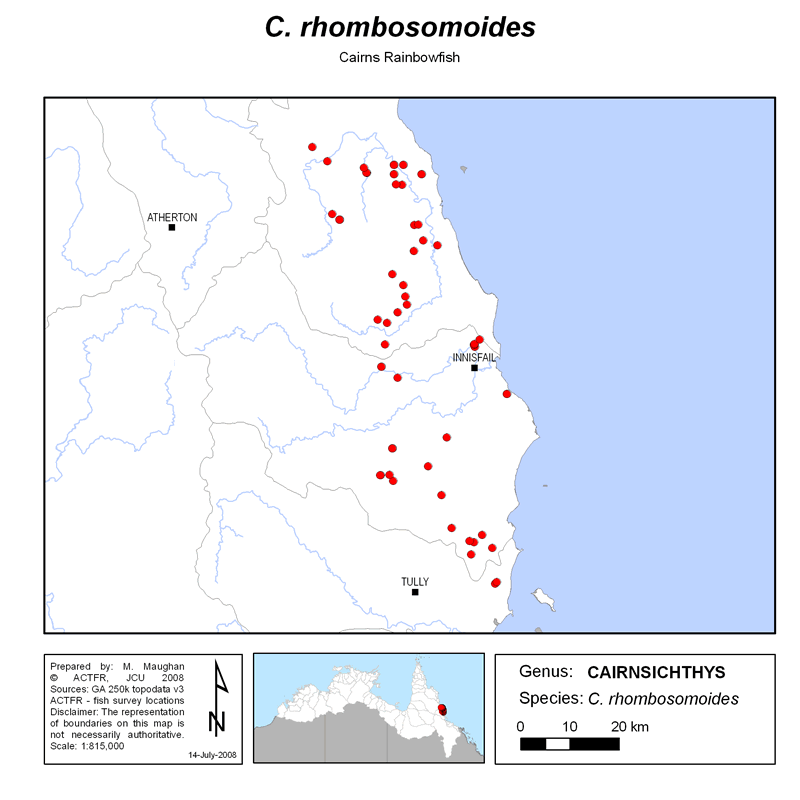 C. rhombosomoides
Cairns Rainbowfish
ATHERTON
INNISFAIL
TULLY
Prepared by: M. Maughan
© ACTFR, JCU 2008
Sources: GA 250k topodata v3
ACTFR - fish survey locations
Disclaimer: The representation
of boundaries on this map is
not necessarily authoritative.
Scale: 1:815,000
N
14-July-2008
Genus: CAIRNSICHTHYS
Species: C. rhombosomoides
0 10 20 km